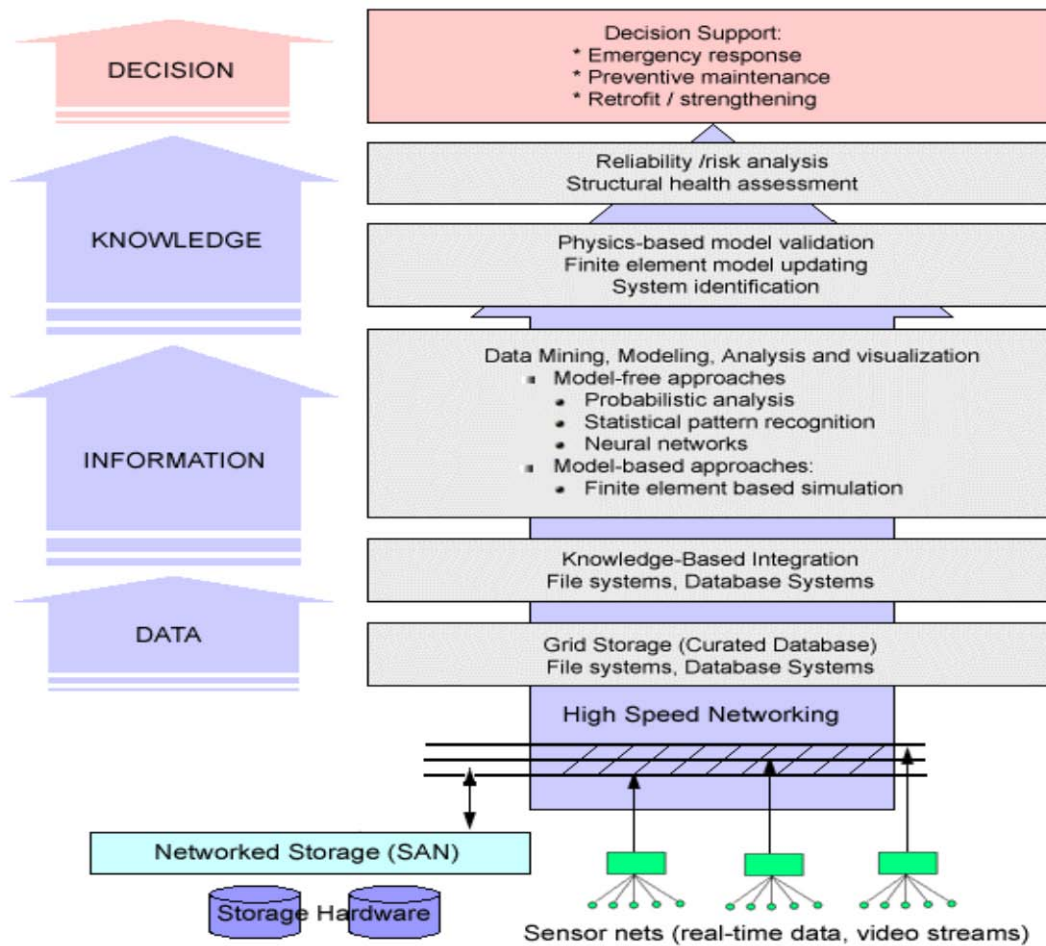 DECISION
Decision Support:
* Emergency response
* Preventive maintenance
* Retrofit / strengthening
KNOWLEDGE
Reliability /risk analysis
Structural health assessment
Physics-based model validation
Finite element model updating
System identification
INFORMATION
Data Mining, Modeling, Analysis and visualization
Model-free approaches
Probabilistic analysis
Statistical pattern recognition
Neural networks
Model-based approaches:
Finite element based simulation
Knowledge-Based Integration
File systems, Database Systems
DATA
Grid Storage (Curated Database)
File systems, Database Systems
High Speed Networking
Networked Storage (SAN)
Storage Hardware
Sensor nets (real-time data, video streams)